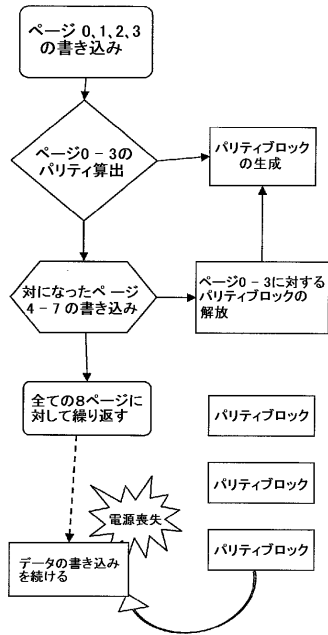 ページ 0,1,2,3
の書き込み
ページ0 - 3の
パリティ算出
パリティブロック
の生成
対になったページ
4 - 7 の書き込み
ページ0 - 3に対する
パリティブロックの
解放
全ての8ページに
対して繰り返す
パリティブロック
パリティブロック
電源喪失
データの書き込み
を続ける
パリティブロック